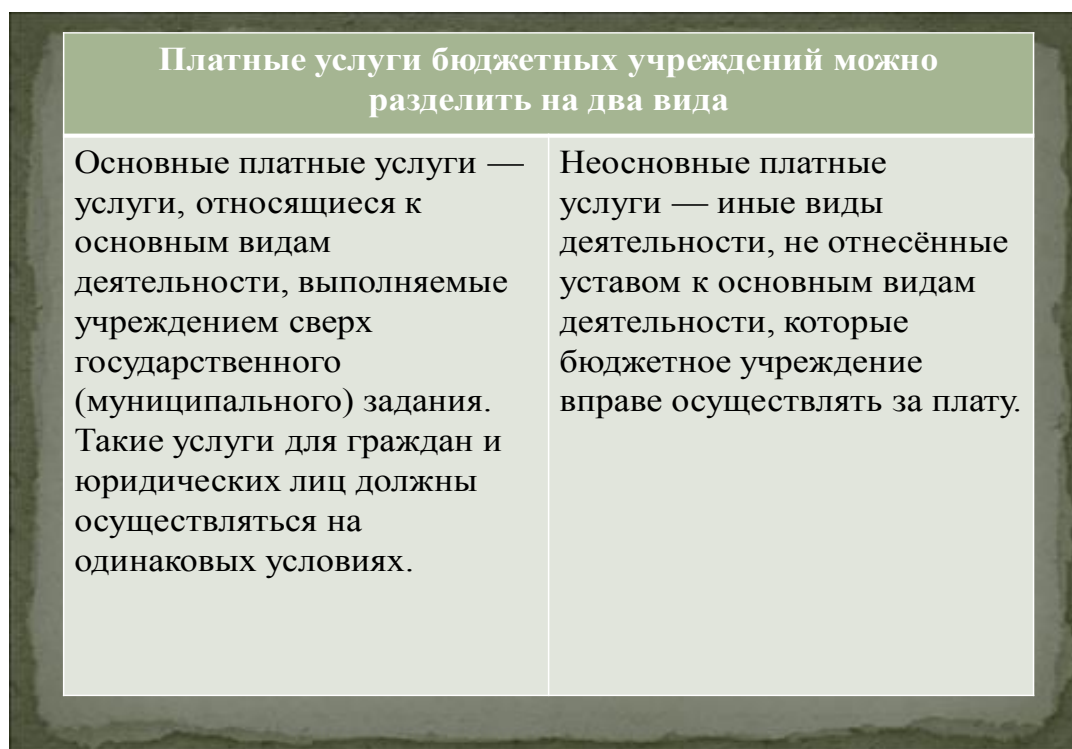 Платные услуги бюджетных учреждений можно
разделить на два вида
Основные платные услуги —
услуги, относящиеся к
основным видам
деятельности, выполняемые
учреждением сверх
государственного
(муниципального) задания.
Такие услуги для граждан и
юридических лиц должны
осуществляться на
одинаковых условиях.
Неосновные платные
услуги — иные виды
деятельности, не отнесённые
уставом к основным видам
деятельности, которые
бюджетное учреждение
вправе осуществлять за плату.